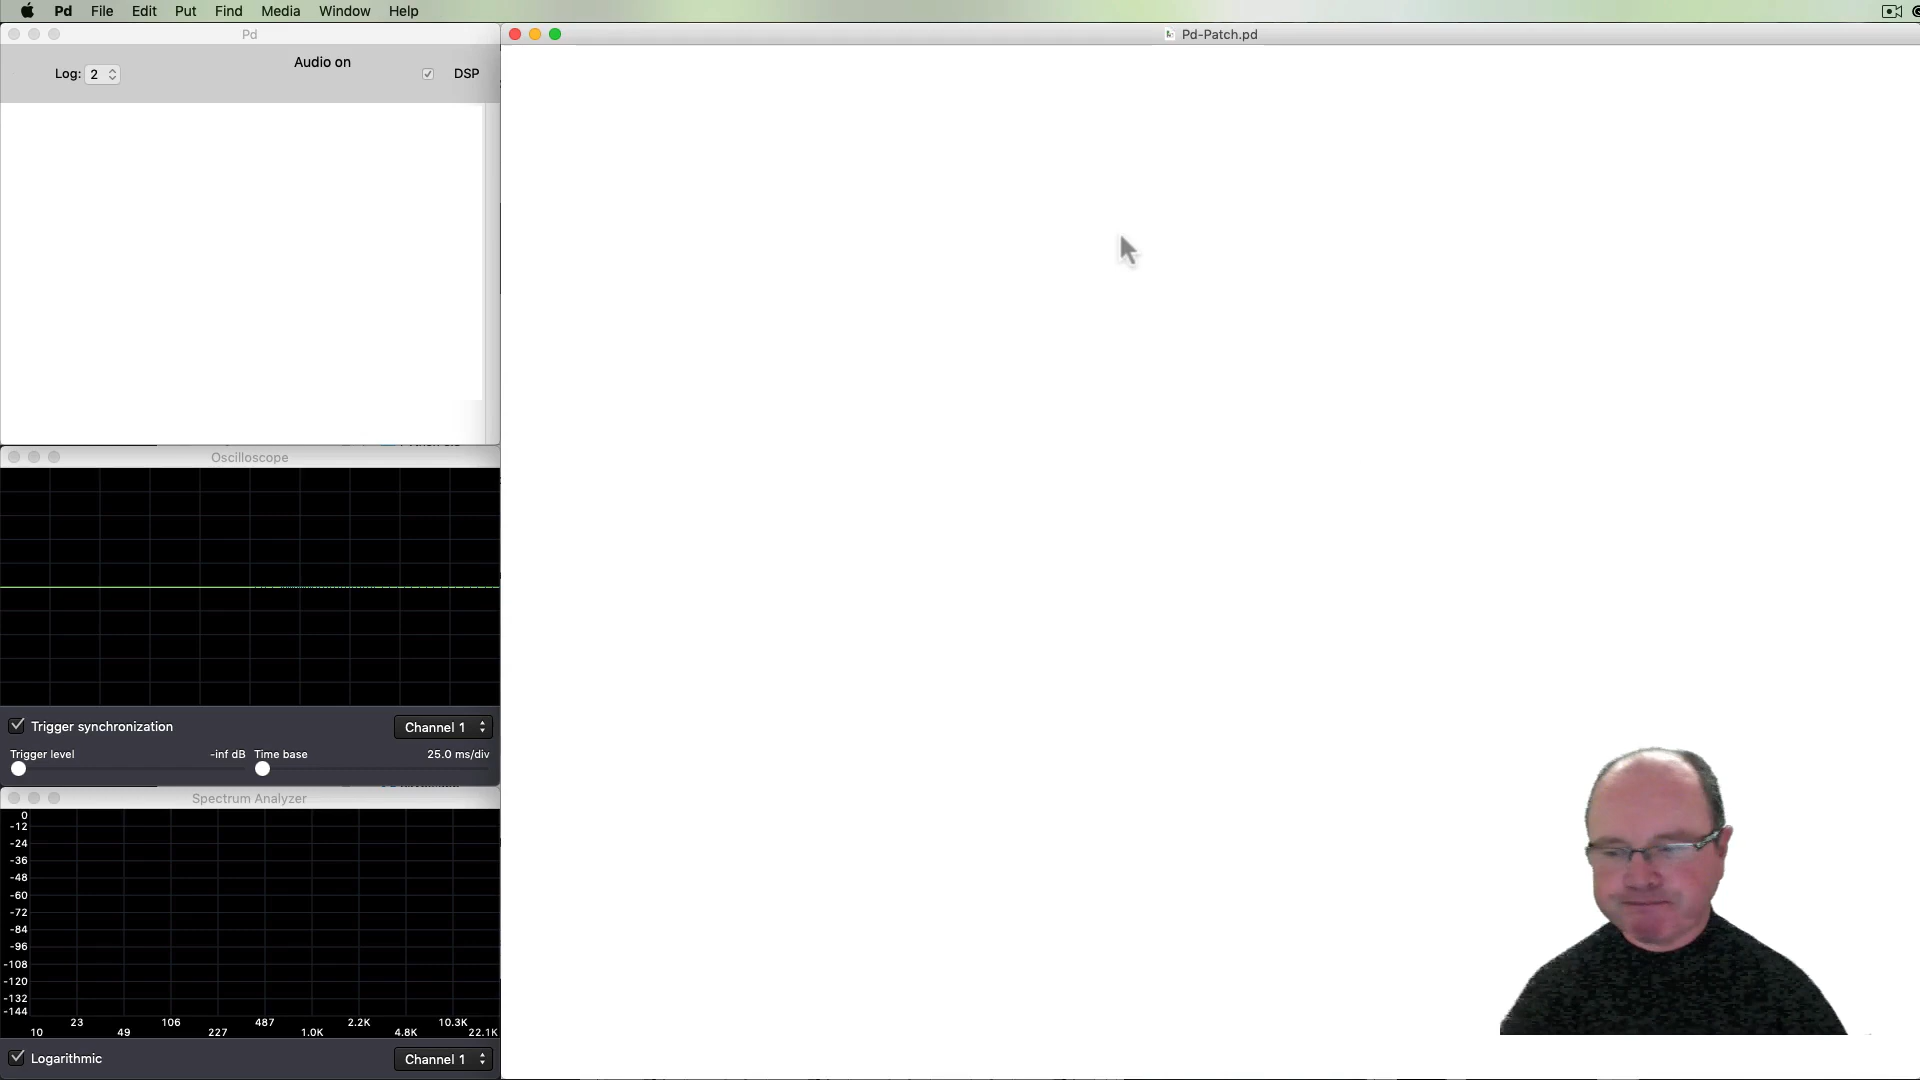 Pd File Edit Put Find Media Window Help
Pd
Log: 2
Audio on
DSP
Pd-Patch.pd
Oscilloscope
Trigger synchronization
Channel 1
Trigger level -inf dB Time base 25.0 ms/div
Spectrum Analyzer
0
-12
-24
-36
-48
-60
-72
-84
-96
-108
-120
-132
-144
23 106 487 2.2K 10.3K
10 49 227 1.0K 4.8K 22.1K
Logarithmic
Channel 1